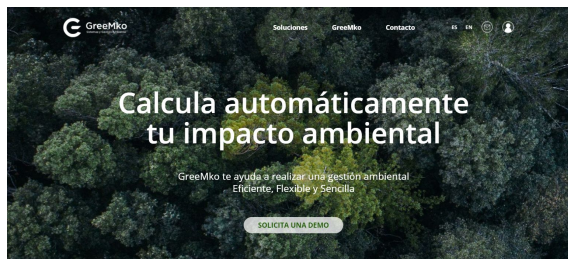 GreeMko
Soluciones
GreeMko
Contacto
ES
EN
Calcula automáticamente
tu impacto ambiental
GreeMko te ayuda a realizar una gestión ambiental
Eficiente, Flexible y Sencilla
SOLICITA UNA DEMO